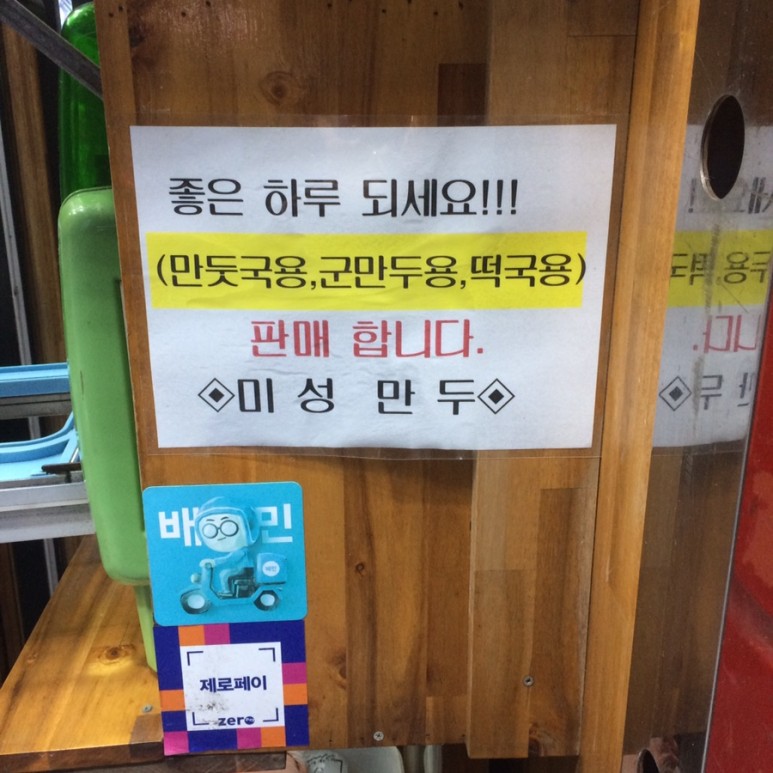 좋은 하루 되세요!!!
(만둣국용,군만두용,떡국용)
판매 합니다.
◈미성 만두◈
배 민
제로페이
zero